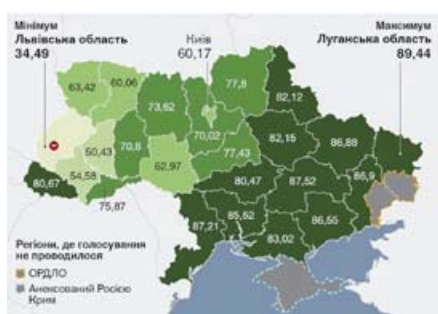 Мінімум
Львівська область
34,49
Київ
60,17
Максимум
Луганська область
89,44
63,42
60,06
73,62
77,8
82,12
70,02
82,15
86,88
50,43
70,8
77,43
54,58
62,97
80,67
75,87
80,47
87,52
86,9
87,21
85,52
86,55
83,02
Регіони, де голосування
не проводилося
ОРДЛО
Анексований Росією
Крим